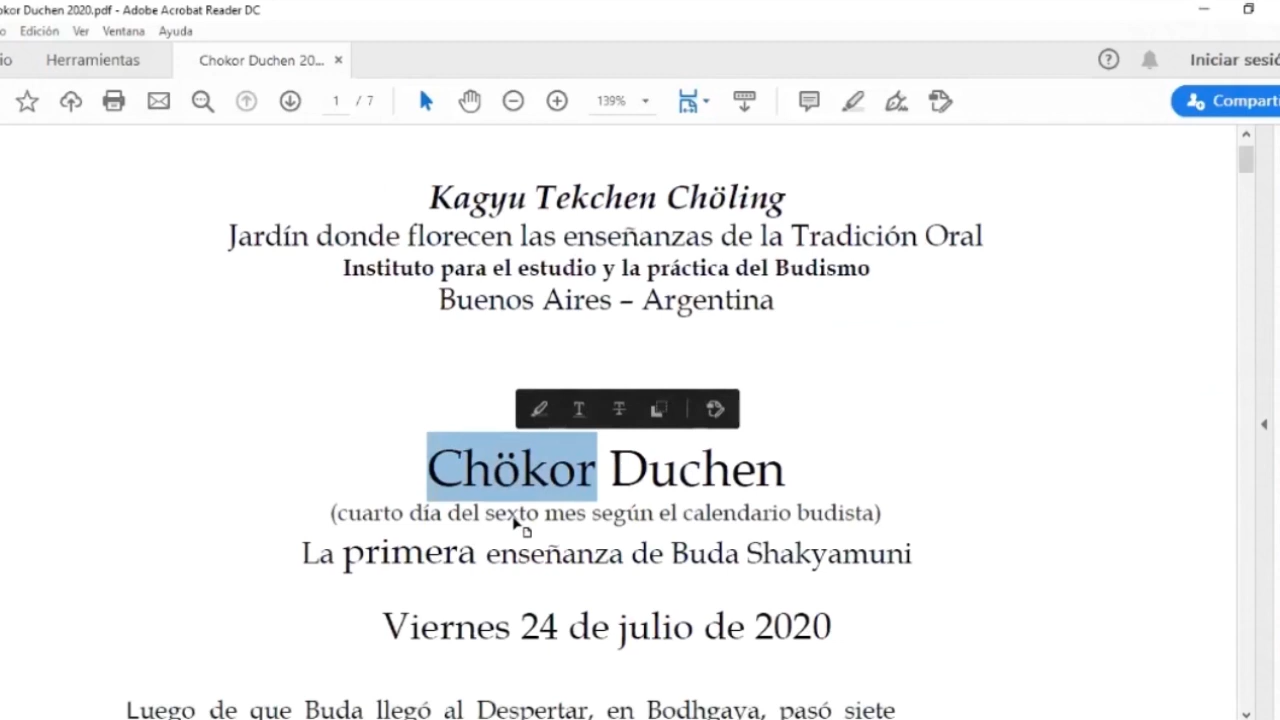 okor Duchen 2020.pdf - Adobe Acrobat Reader DC
o Edición Ver Ventana Ayuda
io Herramientas Chokor Duchen 20... ×
Iniciar sesió
1 / 7 139% Comparti
Kagyu Tekchen Chöling
Jardín donde florecen las enseñanzas de la Tradición Oral
Instituto para el estudio y la práctica del Budismo
Buenos Aires – Argentina
Chökor Duchen
(cuarto día del sexto mes según el calendario budista)
La primera enseñanza de Buda Shakyamuni
Viernes 24 de julio de 2020
Luego de que Buda llegó al Despertar, en Bodhgaya, pasó siete